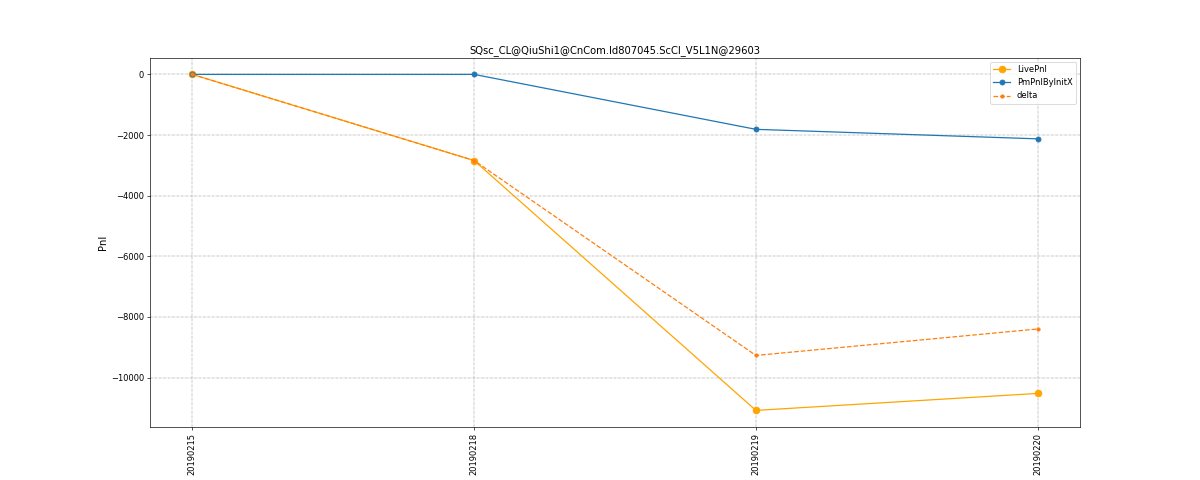 SQsc_CL@QiuShi1@CnCom.Id807045.ScCl_V5L1N@29603
LivePnl
PmPnlByInitX
delta
Pnl
0
−2000
−4000
−6000
−8000
−10000
20190215
20190218
20190219
20190220